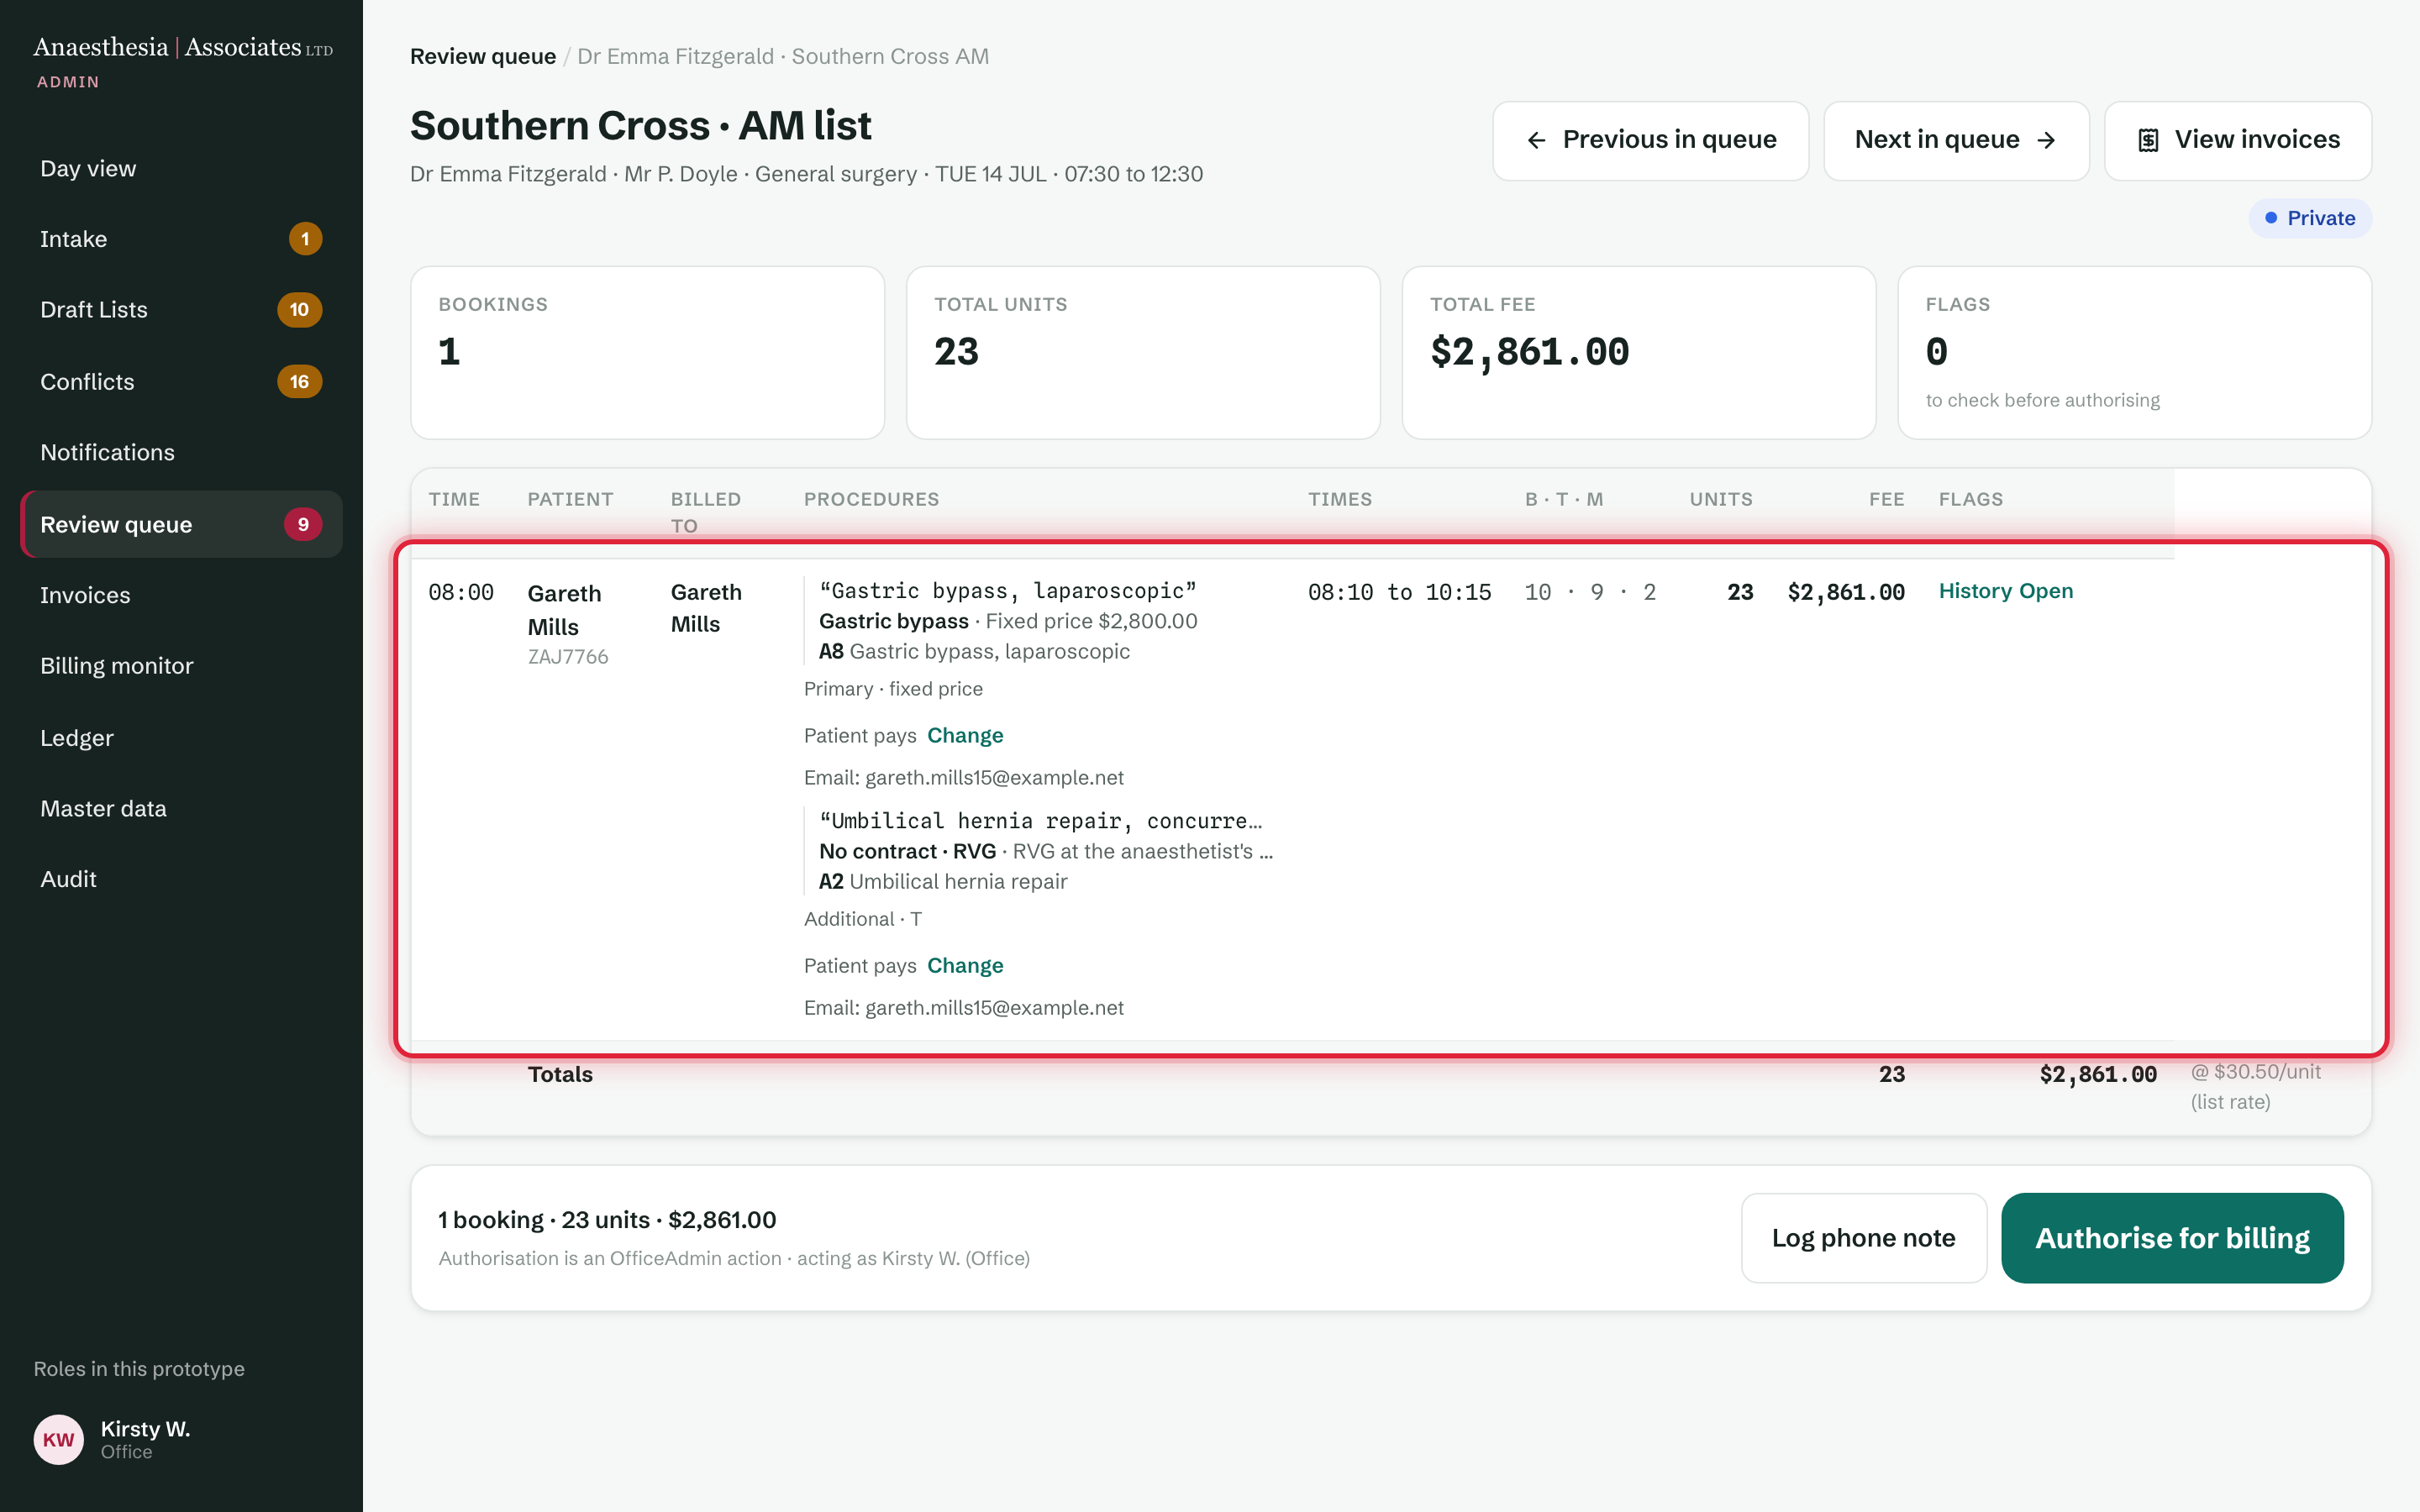 Anaesthesia | Associates LTD
ADMIN
Day view
Intake 1
Draft Lists 10
Conflicts 16
Notifications
Review queue 9
Invoices
Billing monitor
Ledger
Master data
Audit
Roles in this prototype
KW
Kirsty W.
Office
Review queue / Dr Emma Fitzgerald · Southern Cross AM
Southern Cross · AM list
Dr Emma Fitzgerald · Mr P. Doyle · General surgery · TUE 14 JUL · 07:30 to 12:30
← Previous in queue
Next in queue →
View invoices
Private
BOOKINGS
1
TOTAL UNITS
23
TOTAL FEE
$2,861.00
FLAGS
0
to check before authorising
TIME PATIENT BILLED TO PROCEDURES TIMES B · T · M UNITS FEE FLAGS
08:00
Gareth
Mills
ZAJ7766
Gareth
Mills
“Gastric bypass, laparoscopic”
Gastric bypass · Fixed price $2,800.00
A8 Gastric bypass, laparoscopic
Primary · fixed price
Patient pays Change
Email: gareth.mills15@example.net
“Umbilical hernia repair, concurre…
No contract · RVG · RVG at the anaesthetist's …
A2 Umbilical hernia repair
Additional · T
Patient pays Change
Email: gareth.mills15@example.net
08:10 to 10:15
10 · 9 · 2
23
$2,861.00
History Open
Totals 23 $2,861.00 @ $30.50/unit
(list rate)
1 booking · 23 units · $2,861.00
Authorisation is an OfficeAdmin action · acting as Kirsty W. (Office)
Log phone note
Authorise for billing